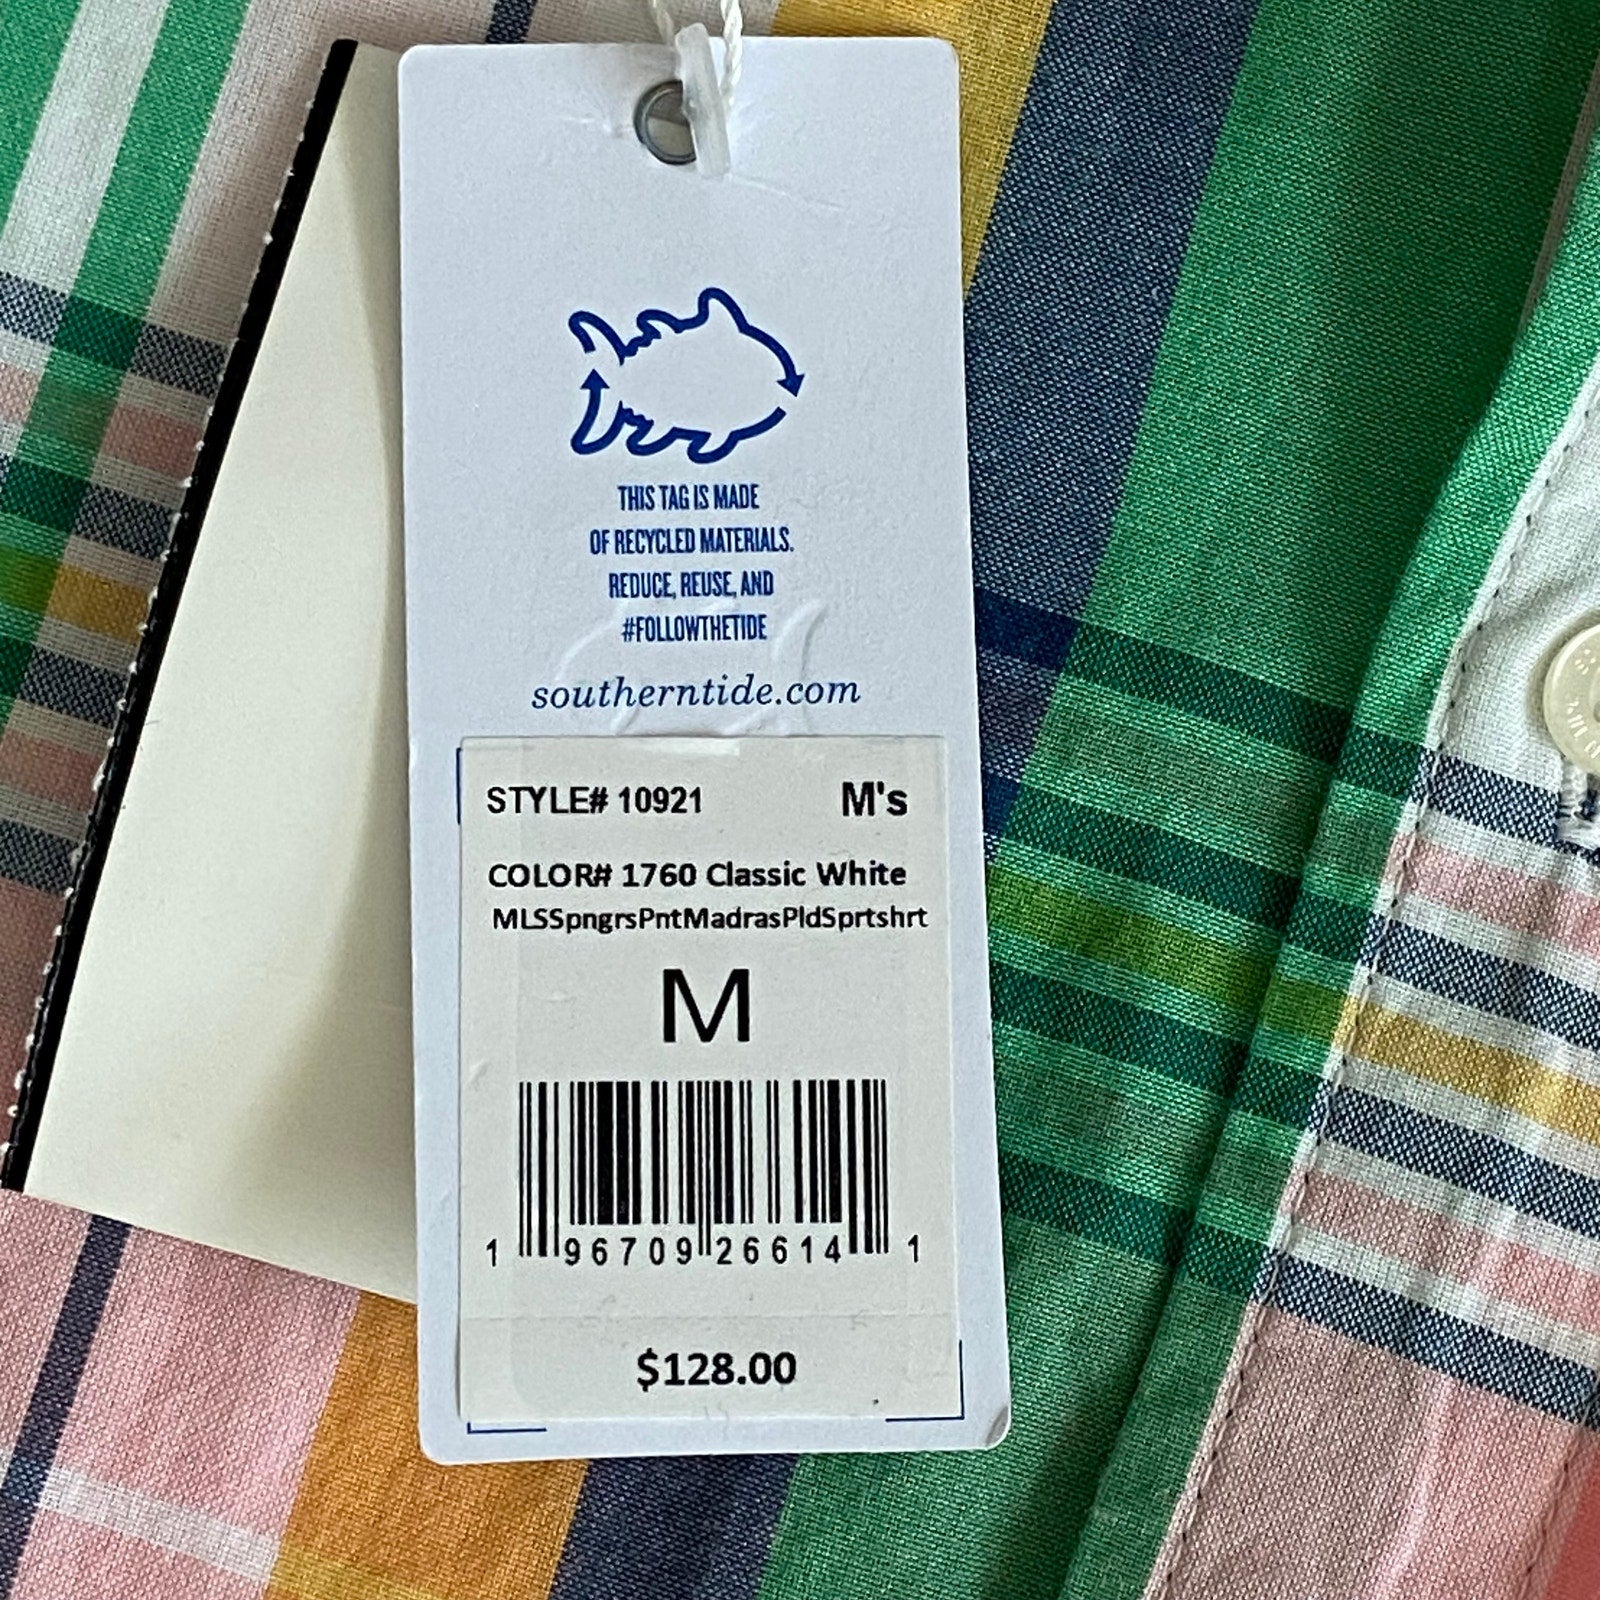 THIS TAG IS MADE
OF RECYCLED MATERIALS.
REDUCE, REUSE, AND
#FOLLOWTHETIDE
southerntide.com
STYLE# 10921 M's
COLOR# 1760 Classic White
MLSSpngrsPntMadrasPldSprtshrt
M
1 96709 26614 1
$128.00